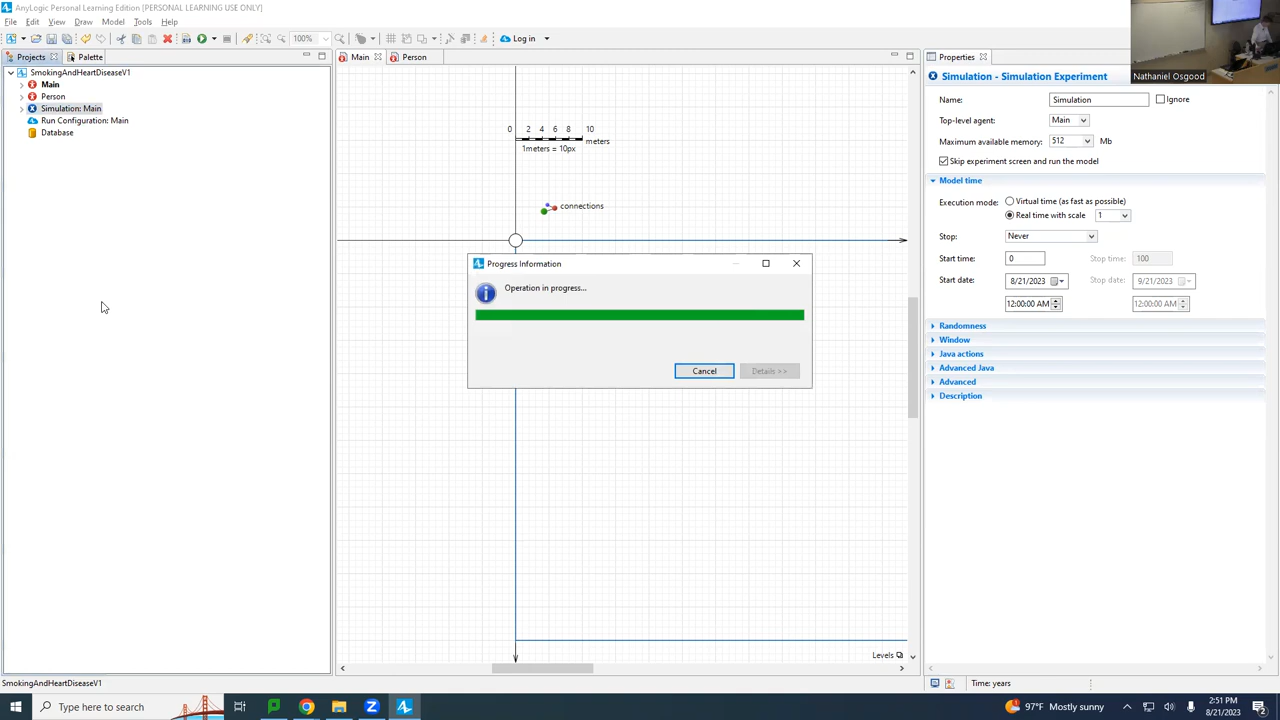 AnyLogic Personal Learning Edition (PERSONAL LEARNING USE ONLY)
File Edit View Draw Model Tools Help
100% Log in
Projects Palette
SmokingAndHeartDiseaseV1
Main
Person
Simulation: Main
Run Configuration: Main
Database
Main Person
0 2 4 6 8 10
meters
1meters = 10px
connections
Progress Information
Operation in progress...
Cancel Details >>
Levels
Properties
Simulation - Simulation Experiment
Name: Simulation Ignore
Top-level agent: Main
Maximum available memory: 512 Mb
Skip experiment screen and run the model
Model time
Execution mode: Virtual time (as fast as possible)
Real time with scale 1
Stop: Never
Start time: 0 Stop time: 100
Start date: 8/21/2023 Stop date: 9/21/2023
12:00:00 AM 12:00:00 AM
Randomness
Window
Java actions
Advanced Java
Advanced
Description
Nathaniel Osgood
SmokingAndHeartDiseaseV1
Time: years
Type here to search
97°F Mostly sunny
2:51 PM
8/21/2023
2